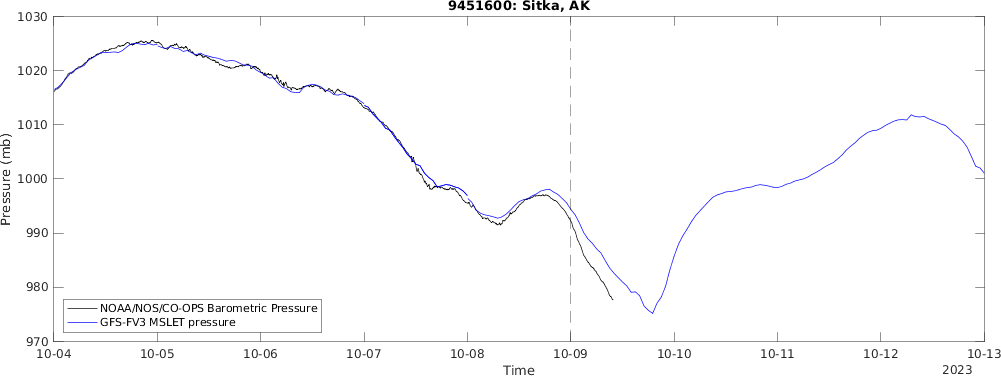 9451600: Sitka, AK
Pressure (mb)
1030
1020
1010
1000
990
980
970
NOAA/NOS/CO-OPS Barometric Pressure
GFS-FV3 MSLET pressure
10-04 10-05 10-06 10-07 10-08 10-09 10-10 10-11 10-12 10-13
Time
2023